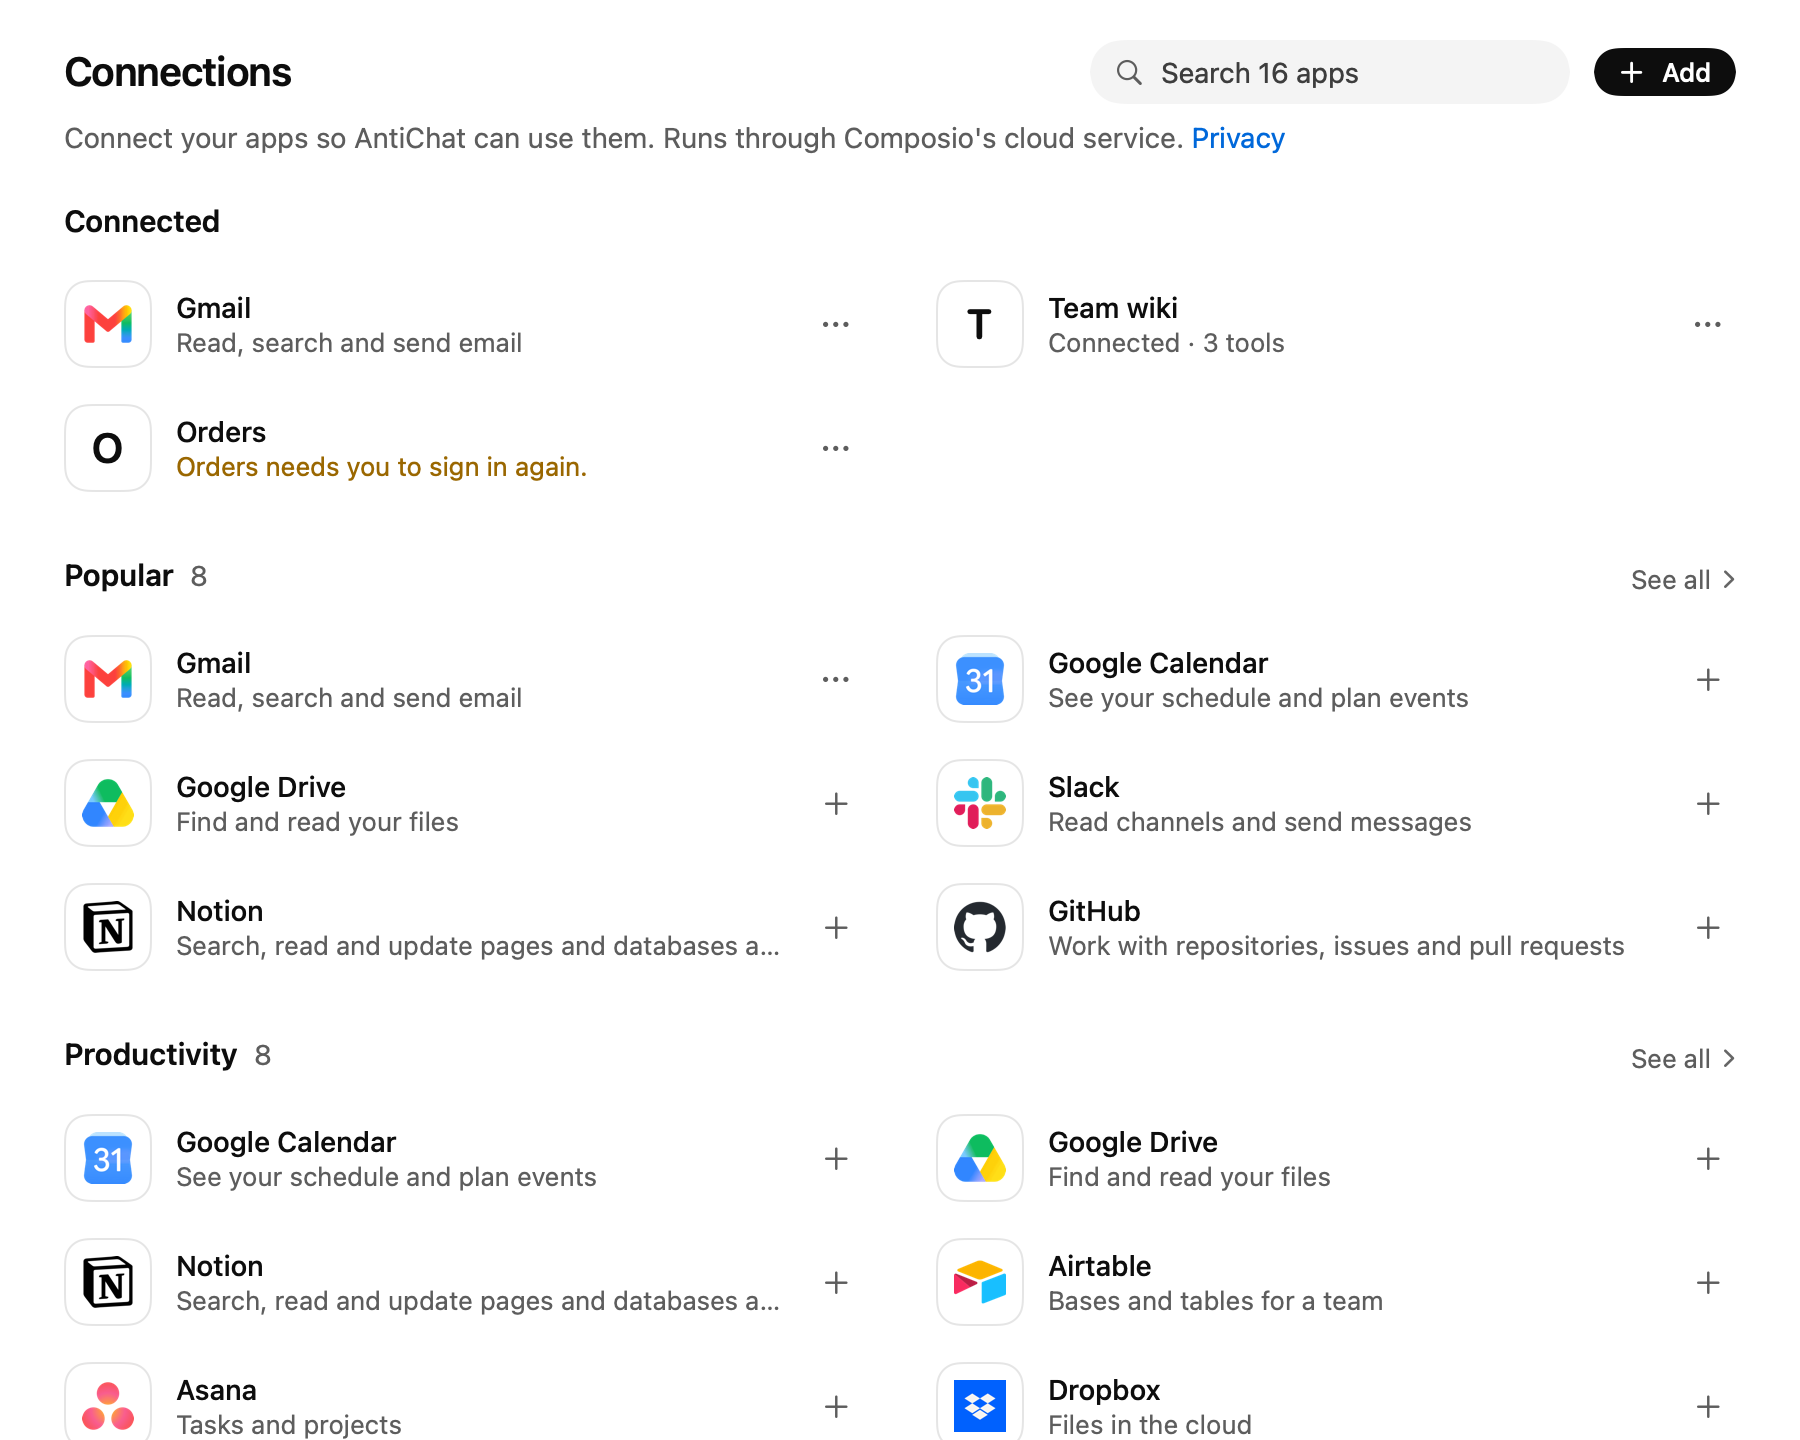 Connections
Search 16 apps
+ Add
Connect your apps so AntiChat can use them. Runs through Composio's cloud service. Privacy
Connected
Gmail
Read, search and send email
T
Team wiki
Connected · 3 tools
O
Orders
Orders needs you to sign in again.
Popular 8
See all
Gmail
Read, search and send email
31
Google Calendar
See your schedule and plan events
Google Drive
Find and read your files
Slack
Read channels and send messages
N
Notion
Search, read and update pages and databases a...
GitHub
Work with repositories, issues and pull requests
Productivity 8
See all
31
Google Calendar
See your schedule and plan events
Google Drive
Find and read your files
N
Notion
Search, read and update pages and databases a...
Airtable
Bases and tables for a team
Asana
Tasks and projects
Dropbox
Files in the cloud